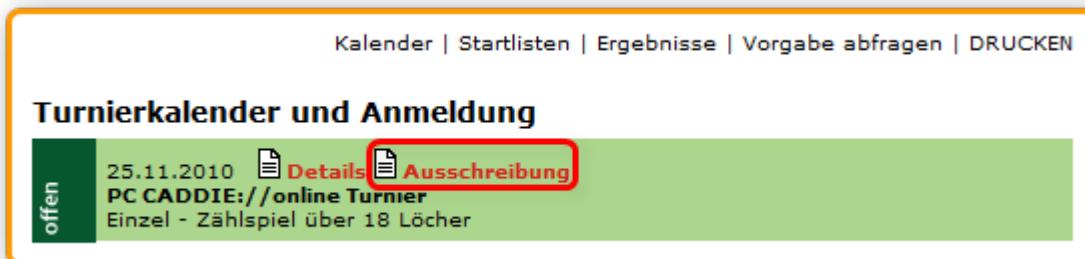 Kalender | Startlisten | Ergebnisse | Vorgabe abfragen | DRUCKEN
Turnierkalender und Anmeldung
offen
25.11.2010 Details Ausschreibung
PC CADDIE://online Turnier
Einzel - Zählspiel über 18 Löcher